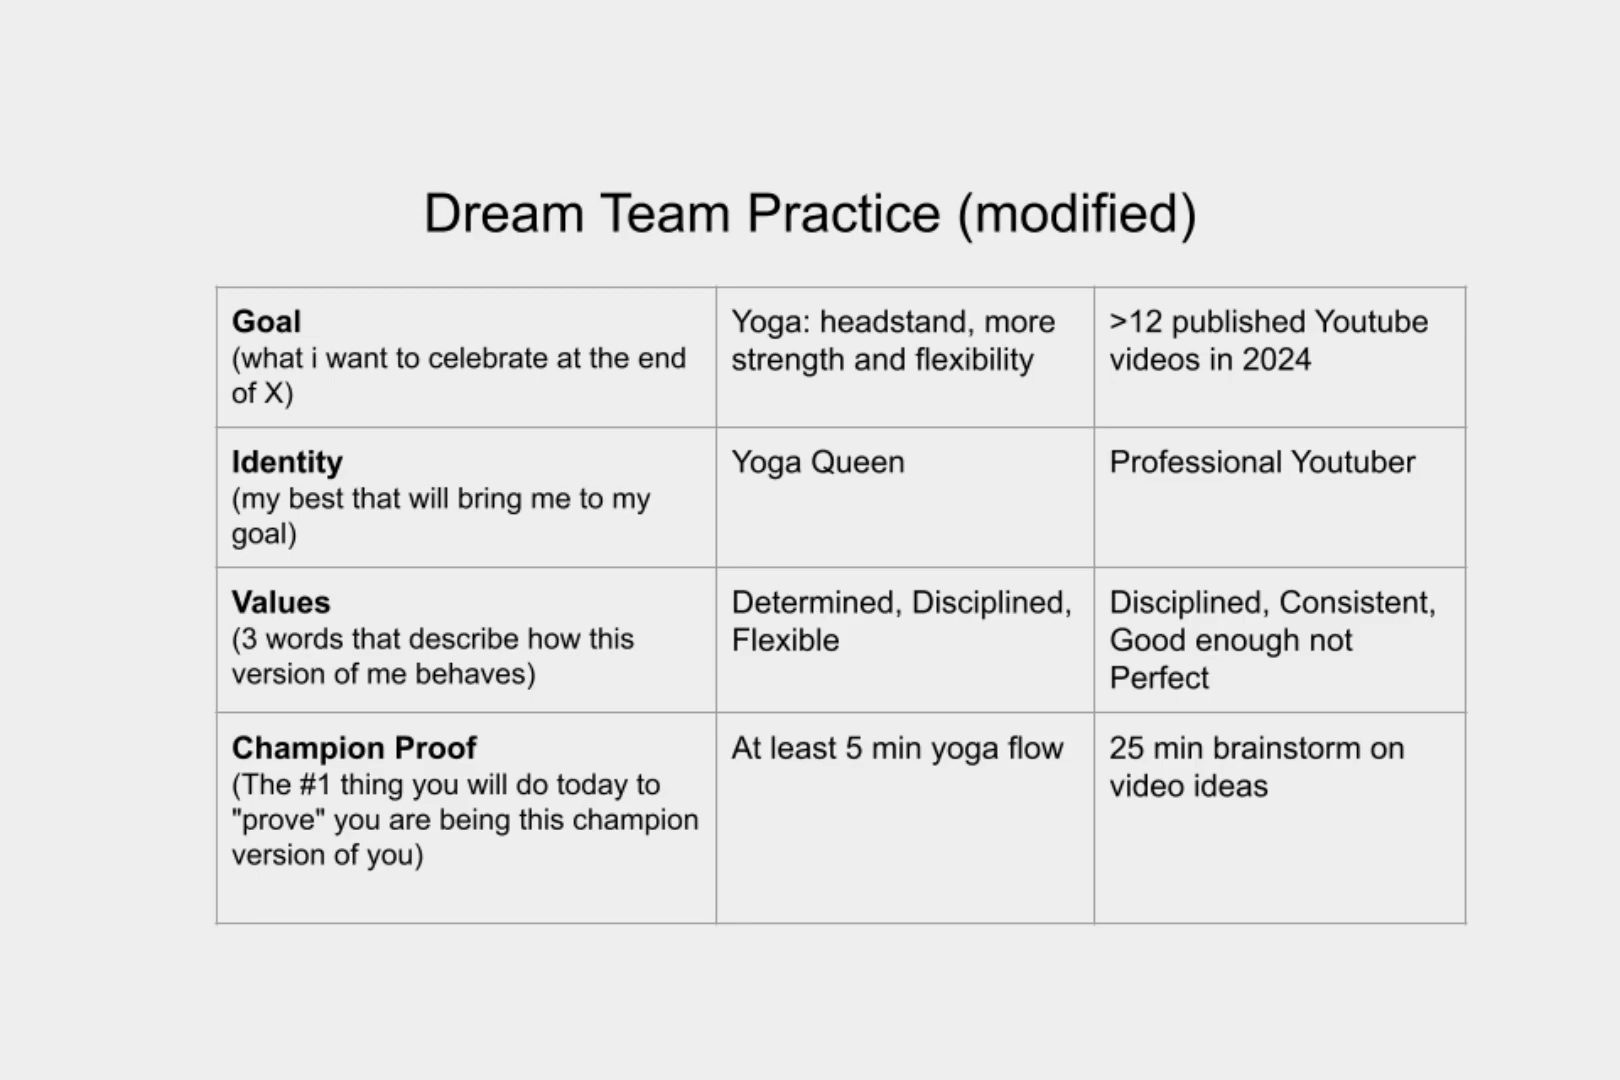 Dream Team Practice (modified)
Goal
(what i want to celebrate at the end
of X)
Yoga: headstand, more
strength and flexibility
>12 published Youtube
videos in 2024
Identity
(my best that will bring me to my
goal)
Yoga Queen
Professional Youtuber
Values
(3 words that describe how this
version of me behaves)
Determined, Disciplined,
Flexible
Disciplined, Consistent,
Good enough not
Perfect
Champion Proof
(The #1 thing you will do today to
"prove" you are being this champion
version of you)
At least 5 min yoga flow
25 min brainstorm on
video ideas